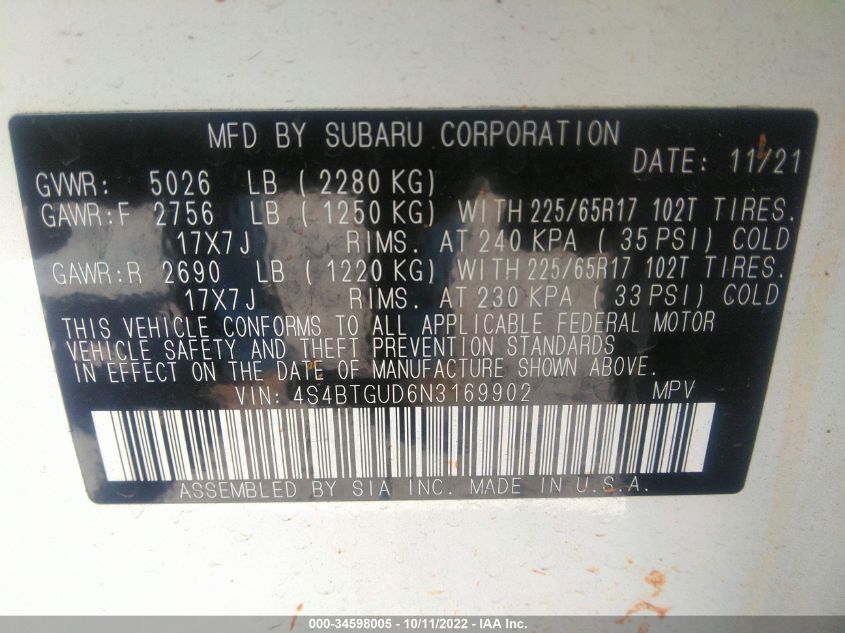 MFD BY SUBARU CORPORATION
DATE: 11/21
GVWR: 5026 LB ( 2280 KG)
GAWR:F 2756 LB ( 1250 KG) WITH 225/65R17 102T TIRES.
17X7J RIMS. AT 240 KPA ( 35 PSI) COLD
GAWR:R 2690 LB ( 1220 KG) WITH 225/65R17 102T TIRES.
17X7J RIMS. AT 230 KPA ( 33 PSI) COLD
THIS VEHICLE CONFORMS TO ALL APPLICABLE FEDERAL MOTOR
VEHICLE SAFETY AND THEFT PREVENTION STANDARDS
IN EFFECT ON THE DATE OF MANUFACTURE SHOWN ABOVE.
VIN: 4S4BTGUD6N3169902 MPV
ASSEMBLED BY SIA INC. MADE IN U.S.A.
000-34598005 - 10/11/2022 - IAA Inc.